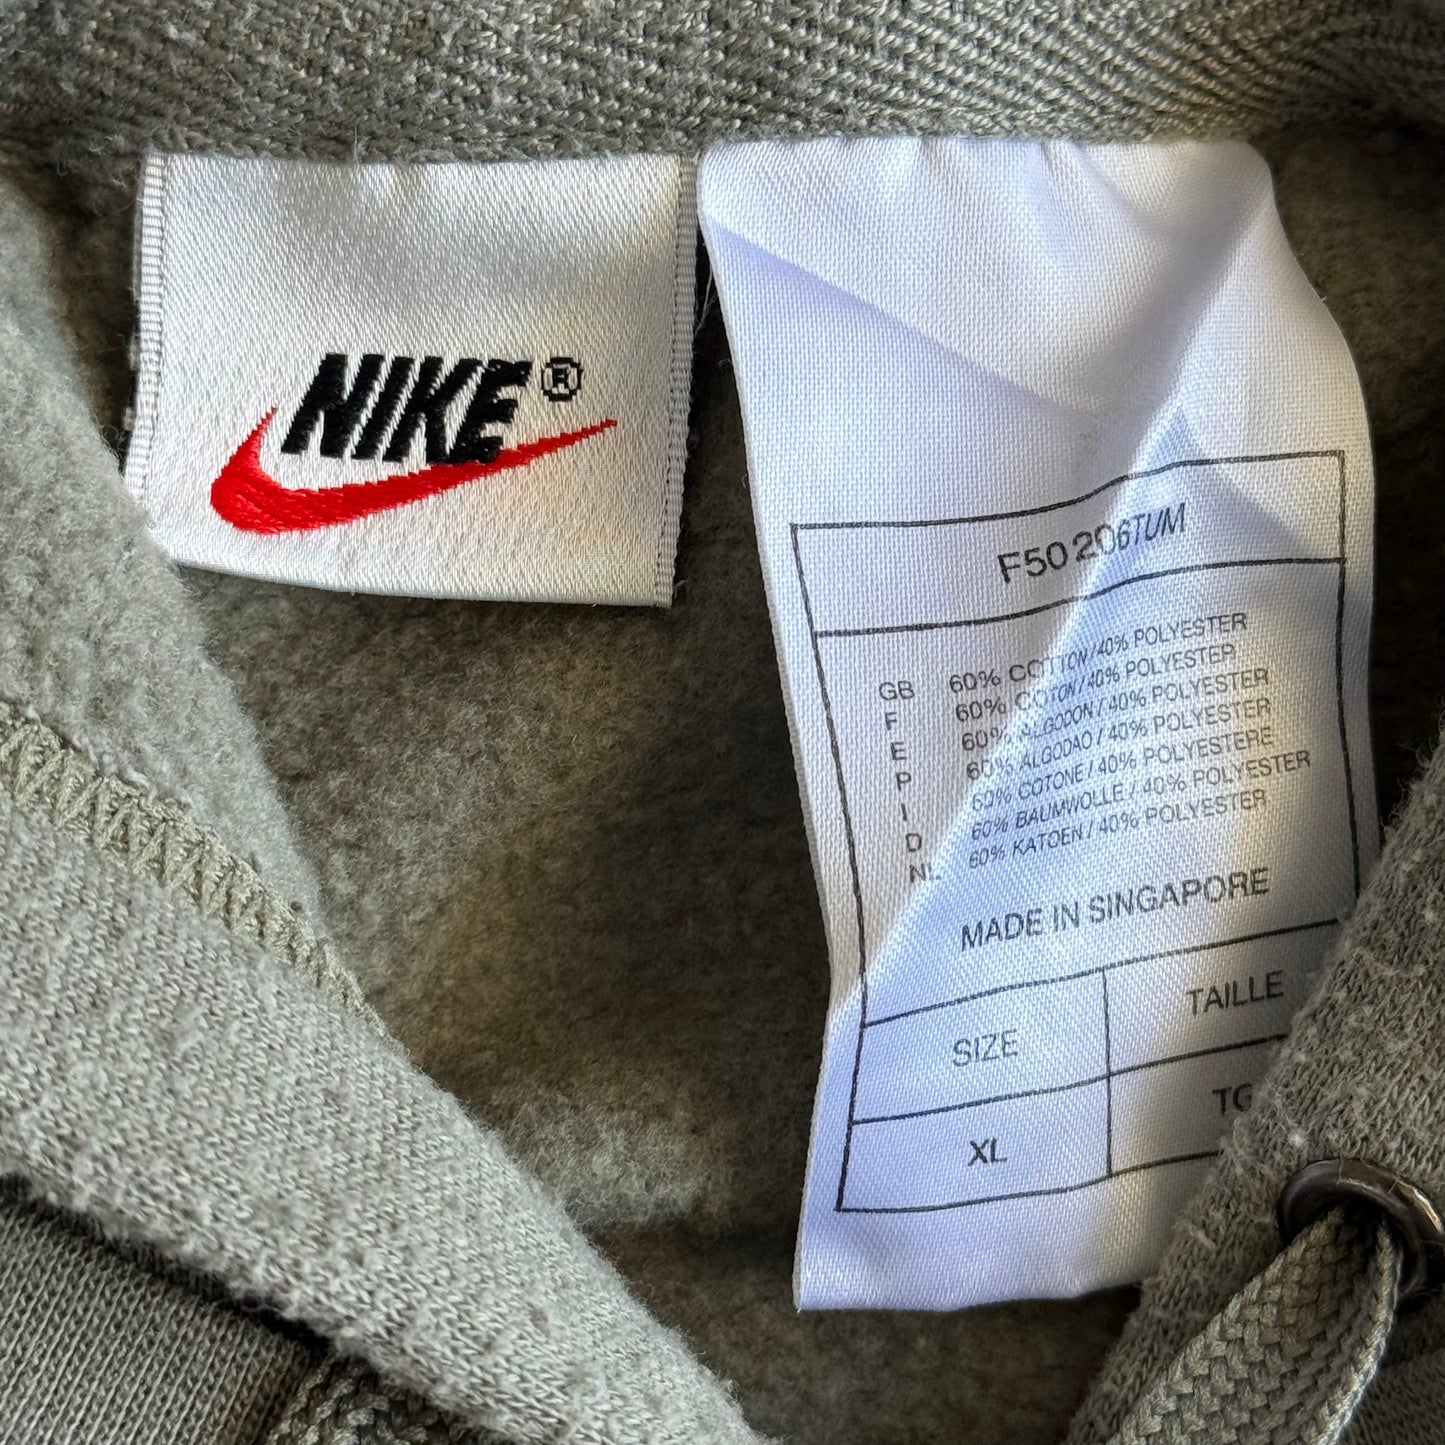 NIKE®
F50 206TUM
GB 60% COTTON / 40% POLYESTER
F 60% COTON / 40% POLYESTER
E 60% ALGODON / 40% POLYESTER
P 60% ALGODAO / 40% POLYESTER
I 60% COTONE / 40% POLYESTERE
D 60% BAUMWOLLE / 40% POLYESTER
NL 60% KATOEN / 40% POLYESTER
MADE IN SINGAPORE
SIZE TAILLE
XL TG